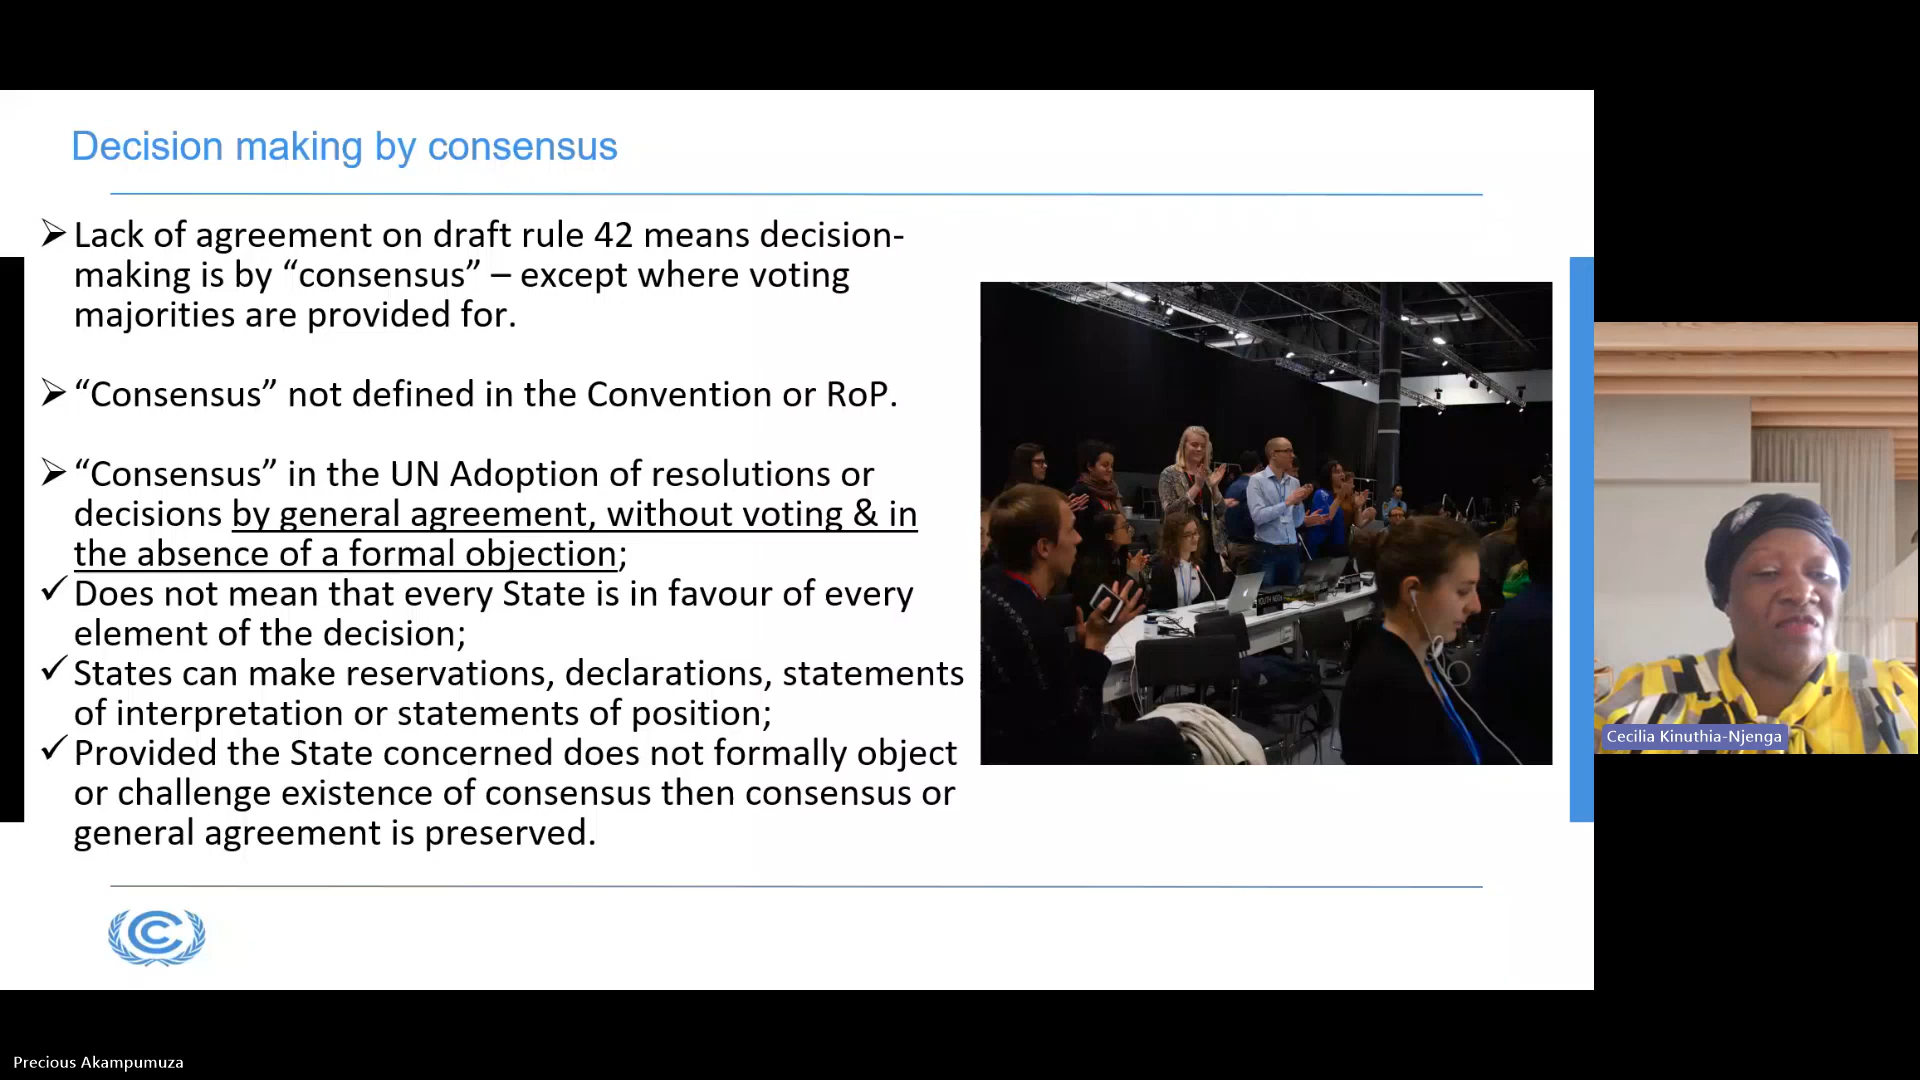 Decision making by consensus
➢ Lack of agreement on draft rule 42 means decision-
making is by “consensus” – except where voting
majorities are provided for.
➢ “Consensus” not defined in the Convention or RoP.
➢ “Consensus” in the UN Adoption of resolutions or
decisions by general agreement, without voting & in
the absence of a formal objection;
✓ Does not mean that every State is in favour of every
element of the decision;
✓ States can make reservations, declarations, statements
of interpretation or statements of position;
✓ Provided the State concerned does not formally object
or challenge existence of consensus then consensus or
general agreement is preserved.
YOUTH NGOs
Cecilia Kinuthia-Njenga
Precious Akampumuza